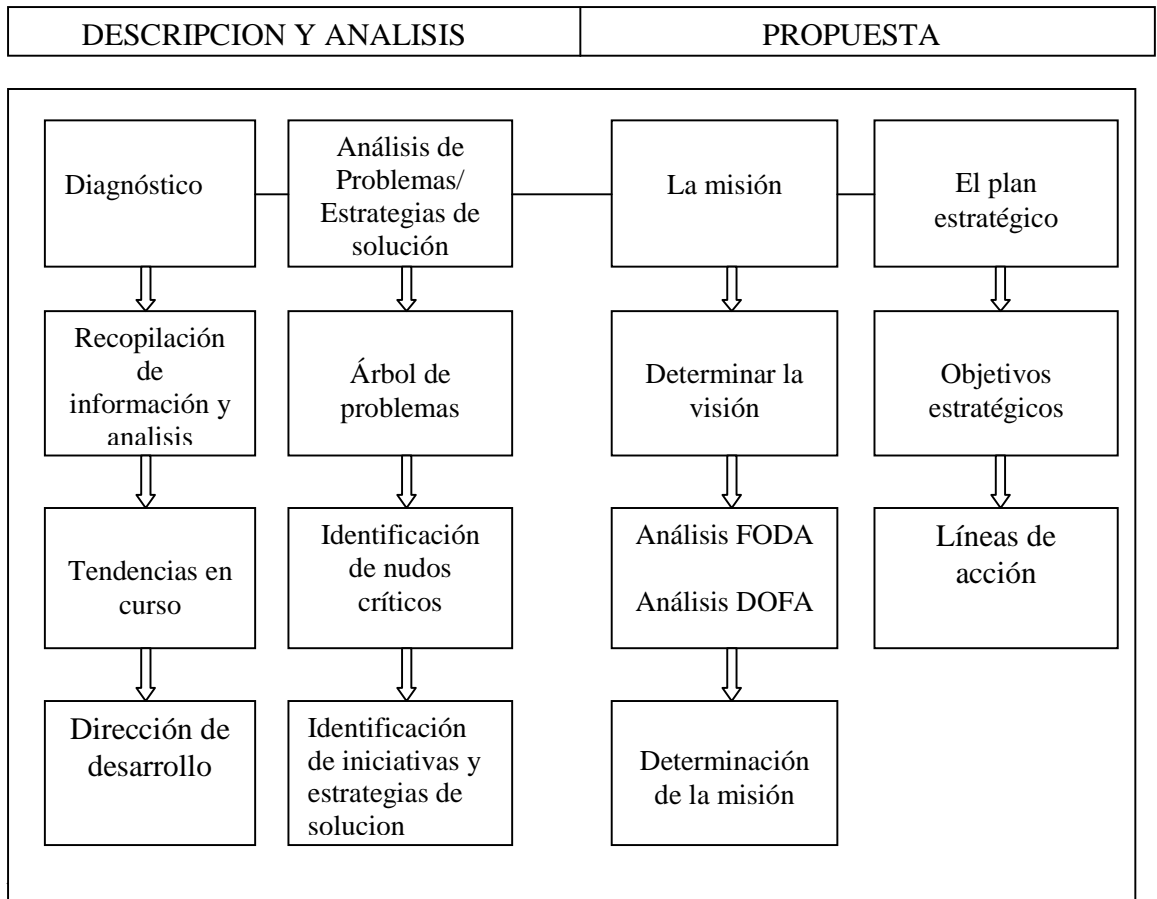 DESCRIPCION Y ANALISIS
PROPUESTA
Diagnóstico
Análisis de
Problemas/
Estrategias de
solución
La misión
El plan
estratégico
Recopilación
de
información y
analisis
Árbol de
problemas
Determinar la
visión
Objetivos
estratégicos
Tendencias en
curso
Identificación
de nudos
críticos
Análisis FODA
Análisis DOFA
Líneas de
acción
Dirección de
desarrollo
Identificación
de iniciativas y
estrategias de
solucion
Determinación
de la misión